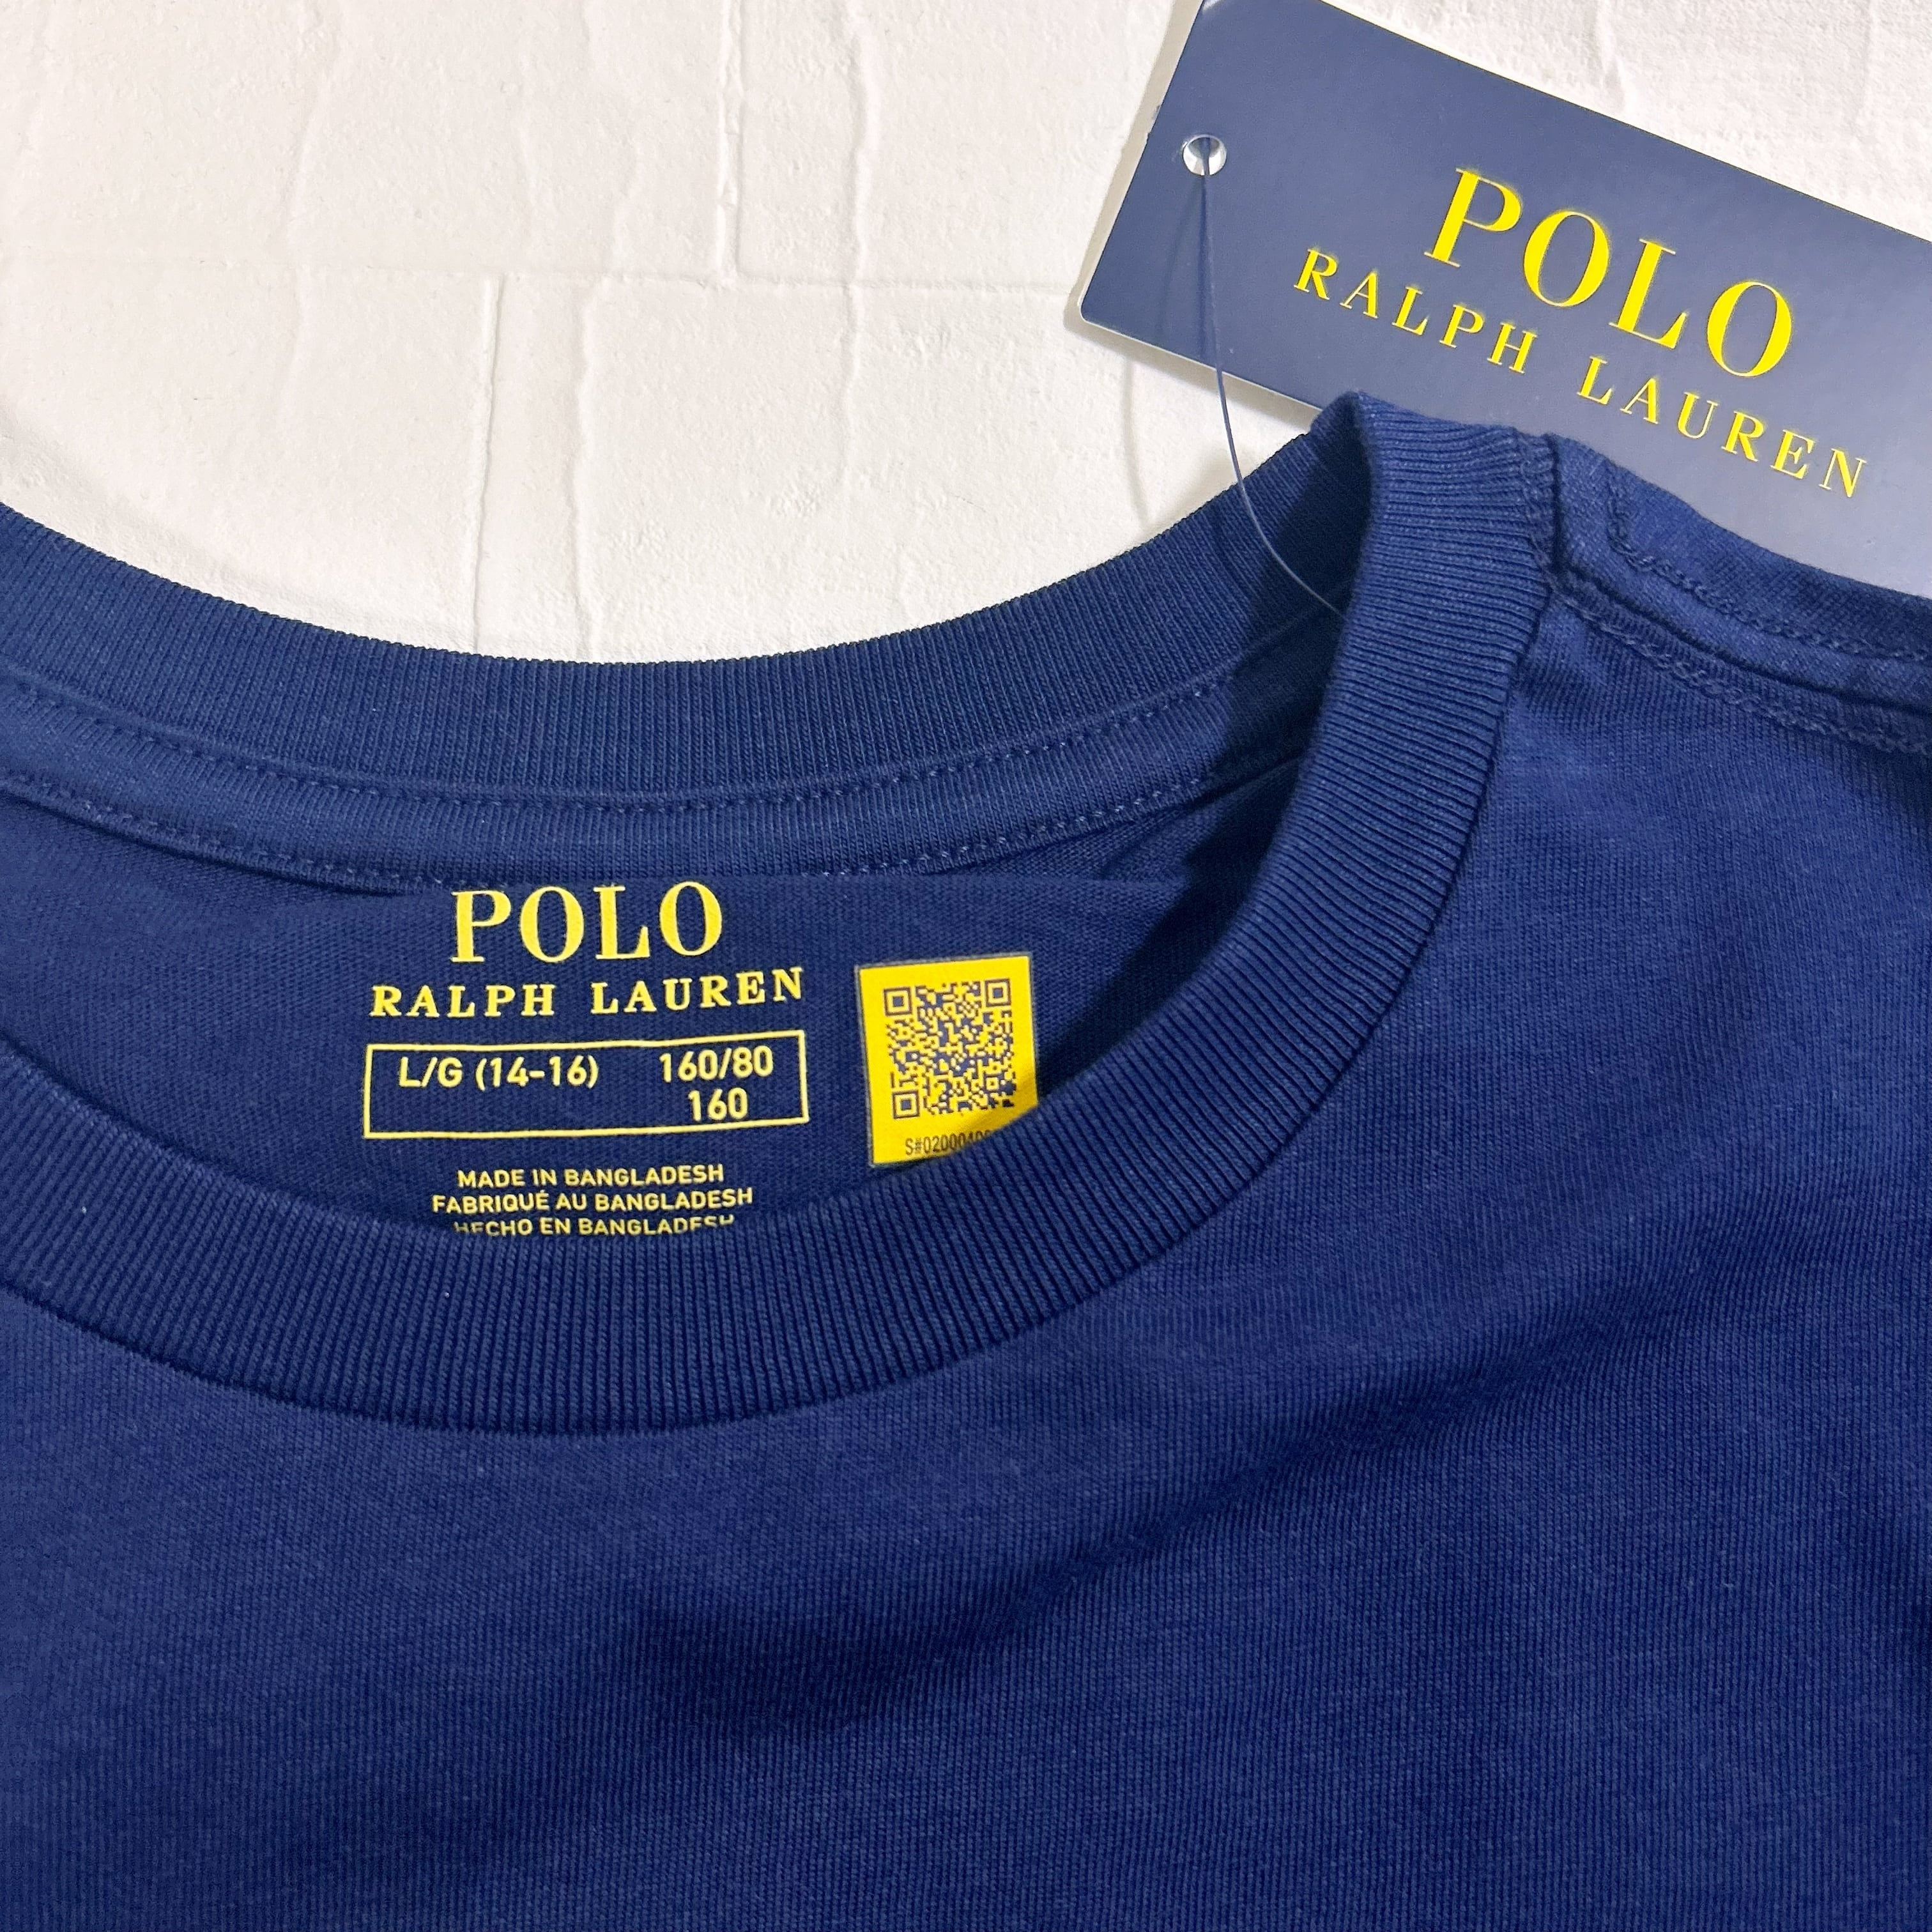 POLO
RALPH LAUREN
POLO
RALPH LAUREN
L/G (14-16) 160/80
160
MADE IN BANGLADESH
FABRIQUÉ AU BANGLADESH
HECHO EN BANGLADESH